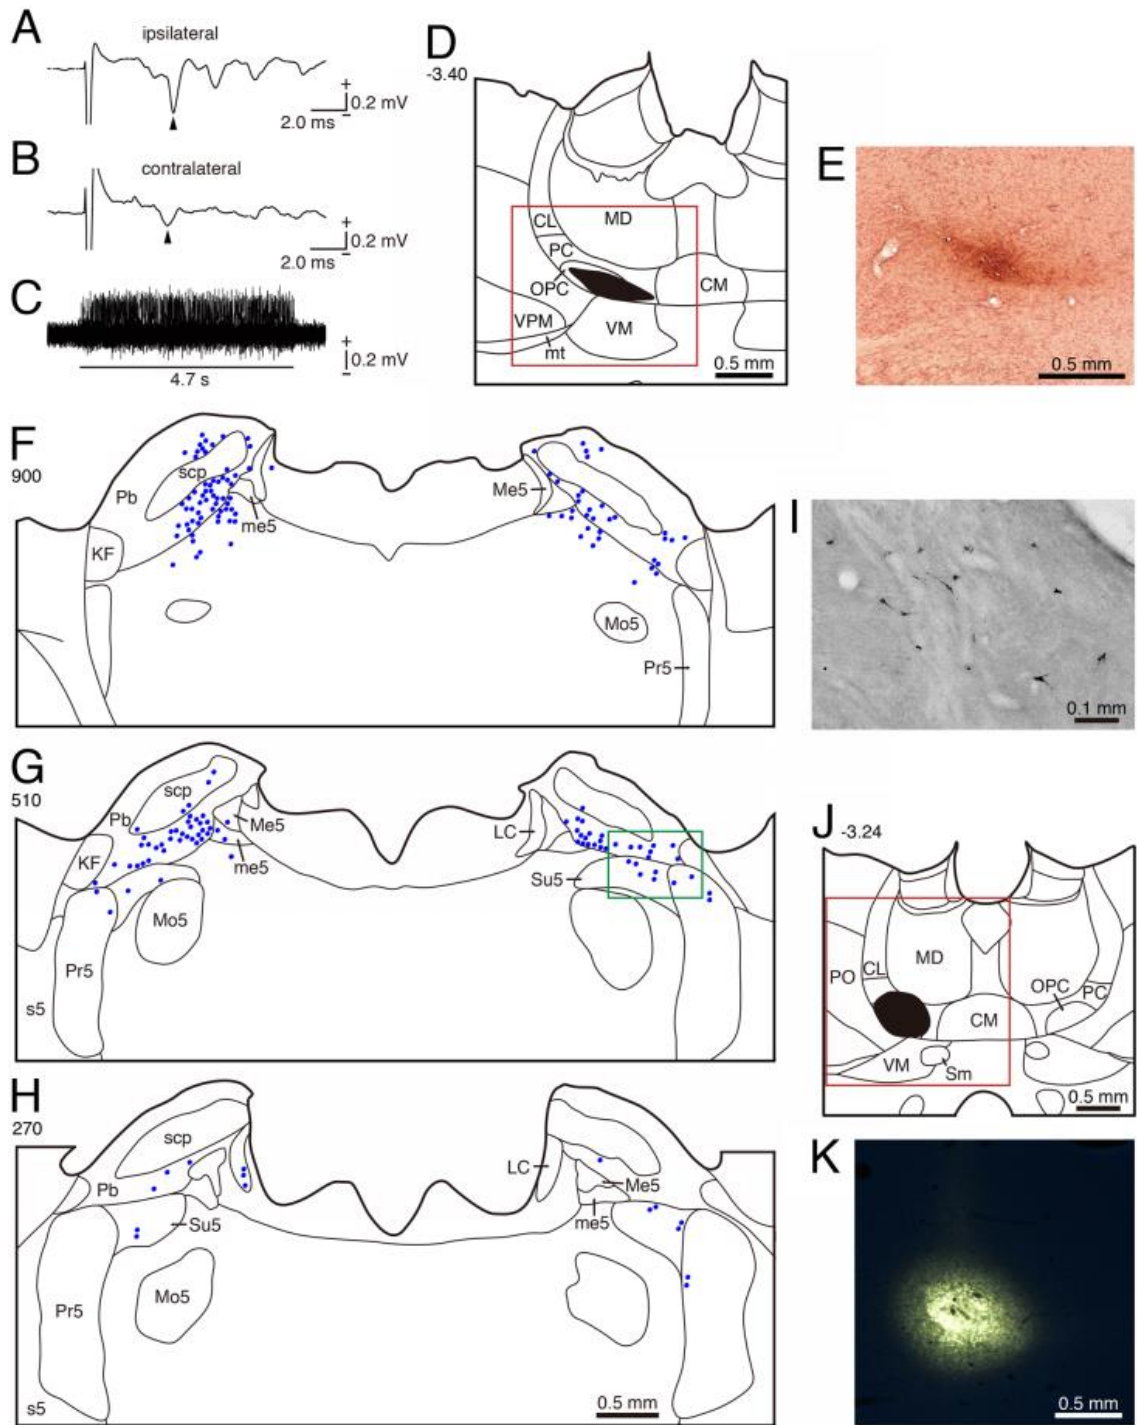 A
ipsilateral
+
0.2 mV
−
2.0 ms
B
contralateral
+
0.2 mV
−
2.0 ms
C
+
0.2 mV
−
4.7 s
D
-3.40
CL
MD
PC
OPC
CM
VPM
VM
mt
0.5 mm
E
0.5 mm
F
900
scp
Pb
me5
Me5
KF
Mo5
Pr5
I
0.1 mm
G
510
scp
Pb
Me5
LC
KF
me5
Su5
Mo5
Pr5
s5
J
-3.24
PO
CL
MD
OPC
PC
CM
VM
Sm
0.5 mm
H
270
scp
LC
Pb
Me5
Su5
me5
Mo5
Pr5
s5
0.5 mm
K
0.5 mm